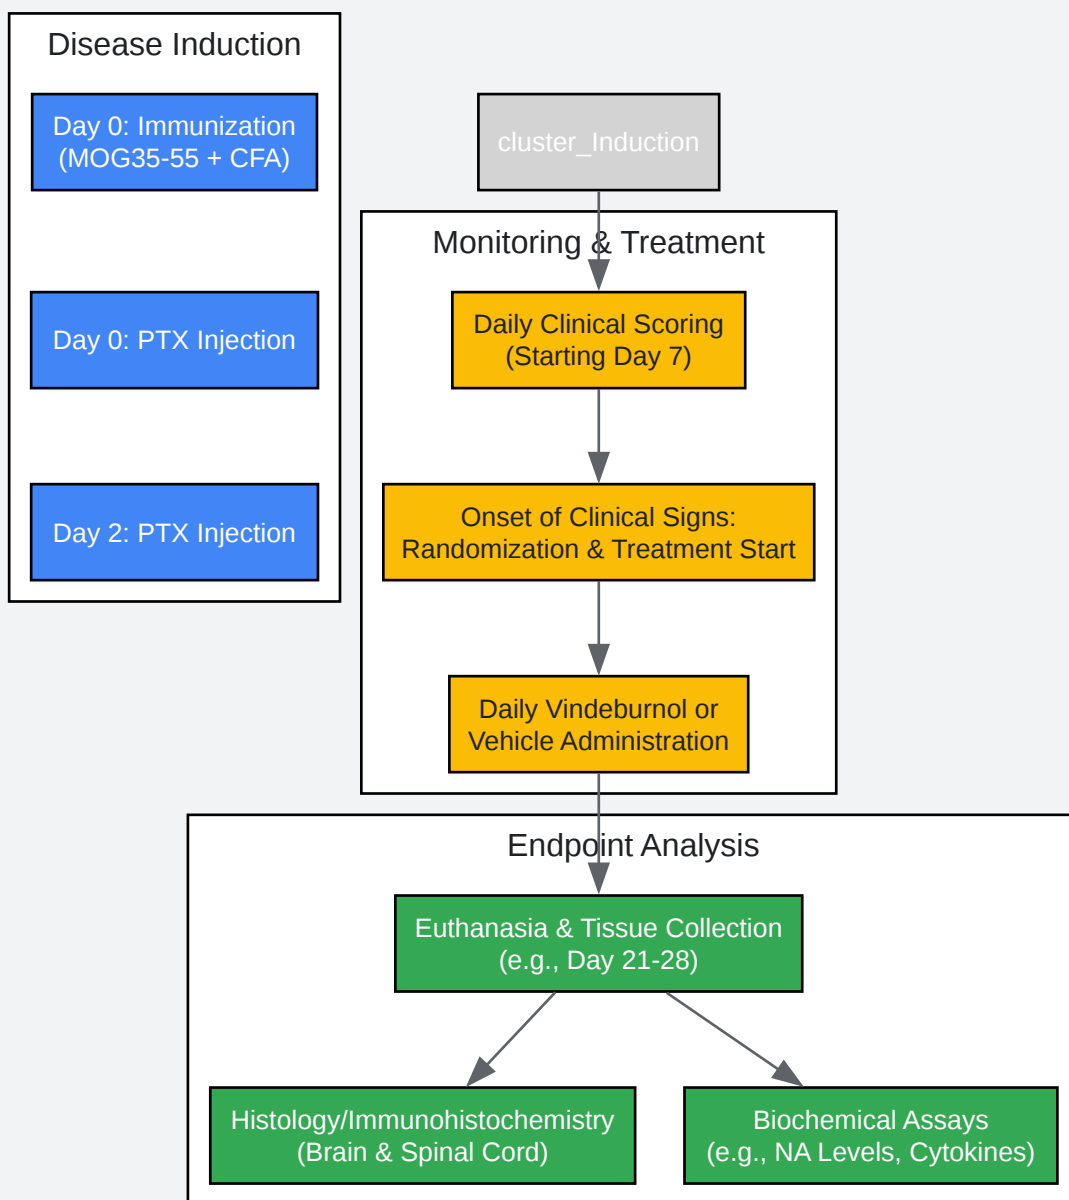 Disease Induction
Day 0: Immunization
(MOG35-55 + CFA)
Day 0: PTX Injection
Day 2: PTX Injection
cluster_Induction
Monitoring & Treatment
Daily Clinical Scoring
(Starting Day 7)
Onset of Clinical Signs:
Randomization & Treatment Start
Daily Vindeburnol or
Vehicle Administration
Endpoint Analysis
Euthanasia & Tissue Collection
(e.g., Day 21-28)
Histology/Immunohistochemistry
(Brain & Spinal Cord)
Biochemical Assays
(e.g., NA Levels, Cytokines)